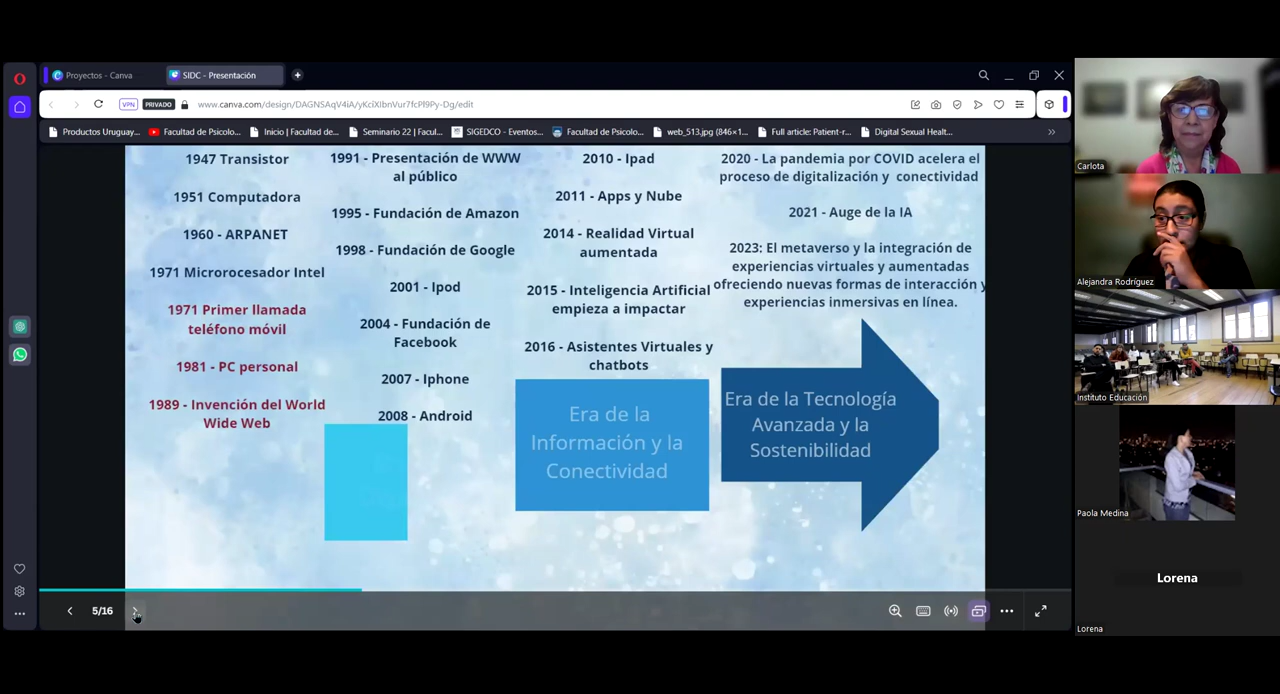 Proyectos - Canva
SIDC - Presentación
VPN
PRIVADO
www.canva.com/design/DAGNSAqV4iA/yKciXIbnVur7fcPl9Py-Dg/edit
Productos Uruguay...
Facultad de Psicolo...
Inicio | Facultad de...
Seminario 22 | Facul...
SIGEDCO - Eventos...
Facultad de Psicolo...
web_513.jpg (846×1...
Full article: Patient-r...
Digital Sexual Healt...
1947 Transistor
1951 Computadora
1960 - ARPANET
1971 Microrocesador Intel
1971 Primer llamada
teléfono móvil
1981 - PC personal
1989 - Invención del World
Wide Web
1991 - Presentación de WWW
al público
1995 - Fundación de Amazon
1998 - Fundación de Google
2001 - Ipod
2004 - Fundación de
Facebook
2007 - Iphone
2008 - Android
2010 - Ipad
2011 - Apps y Nube
2014 - Realidad Virtual
aumentada
2015 - Inteligencia Artificial
empieza a impactar
2016 - Asistentes Virtuales y
chatbots
Era de la
Información y la
Conectividad
2020 - La pandemia por COVID acelera el
proceso de digitalización y conectividad
2021 - Auge de la IA
2023: El metaverso y la integración de
experiencias virtuales y aumentadas
ofreciendo nuevas formas de interacción y
experiencias inmersivas en línea.
Era de la Tecnología
Avanzada y la
Sostenibilidad
5/16
Carlota
Alejandra Rodríguez
Instituto Educación
Paola Medina
Lorena
Lorena